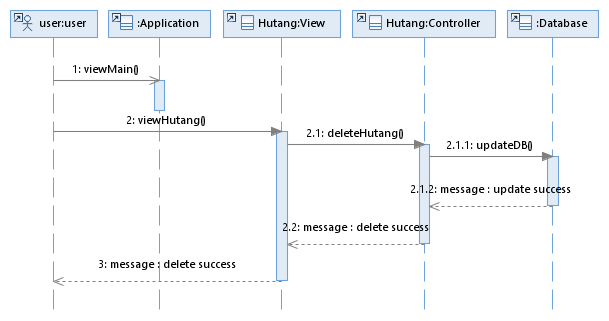 user:user
:Application
Hutang:View
Hutang:Controller
:Database
1: viewMain()
2: viewHutang()
2.1: deleteHutang()
2.1.1: updateDB()
2.1.2: message : update success
2.2: message : delete success
3: message : delete success